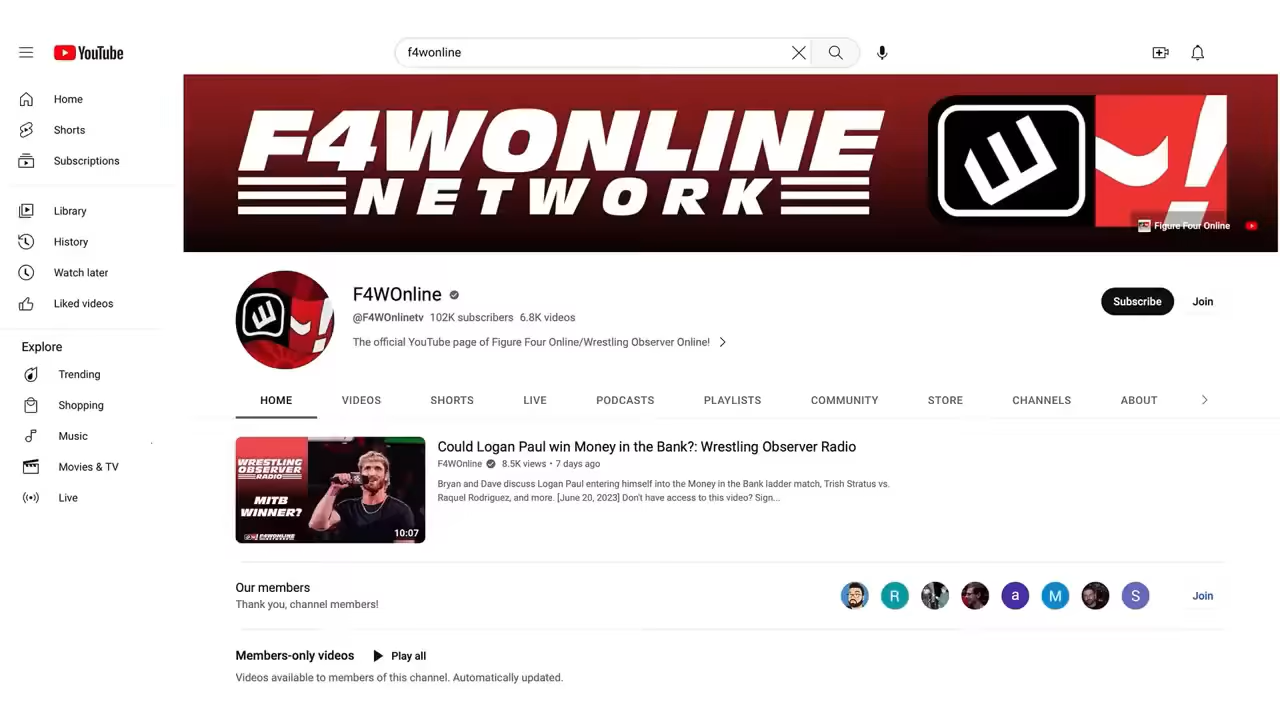 YouTube
f4wonline
Home
Shorts
Subscriptions
Library
History
Watch later
Liked videos
Explore
Trending
Shopping
Music
Movies & TV
Live
F4WONLINE
NETWORK
Figure Four Online
F4WOnline
@F4WOnlinetv 102K subscribers 6.8K videos
The official YouTube page of Figure Four Online/Wrestling Observer Online!
Subscribe
Join
HOME VIDEOS SHORTS LIVE PODCASTS PLAYLISTS COMMUNITY STORE CHANNELS ABOUT
WRESTLING
OBSERVER
RADIO
MITB
WINNER?
F4WONLINE
10:07
Could Logan Paul win Money in the Bank?: Wrestling Observer Radio
F4WOnline 8.5K views • 7 days ago
Bryan and Dave discuss Logan Paul entering himself into the Money in the Bank ladder match, Trish Stratus vs.
Raquel Rodriguez, and more. [June 20, 2023] Don't have access to this video? Sign...
Our members
Thank you, channel members!
R
a
M
S
Join
Members-only videos Play all
Videos available to members of this channel. Automatically updated.